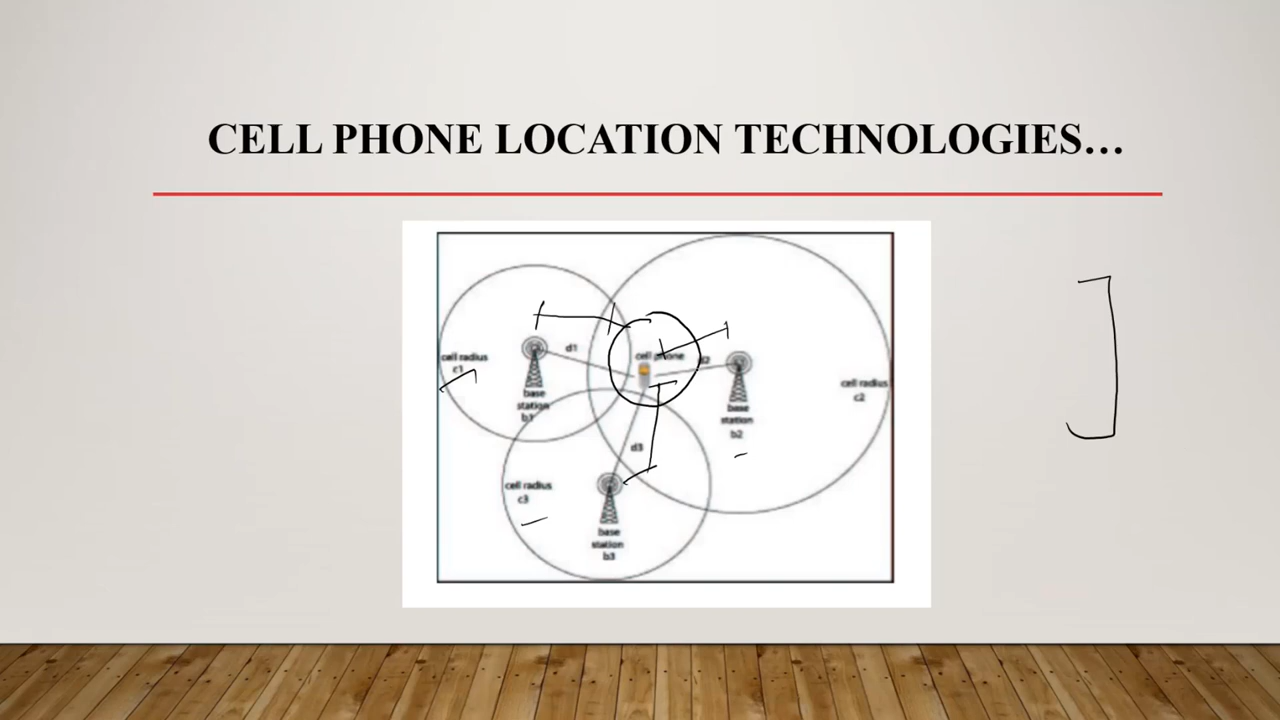 CELL PHONE LOCATION TECHNOLOGIES...
d1
cell phone
d2
cell radius
c1
base
station
b1
cell radius
c2
base
station
b2
d3
cell radius
c3
base
station
b3